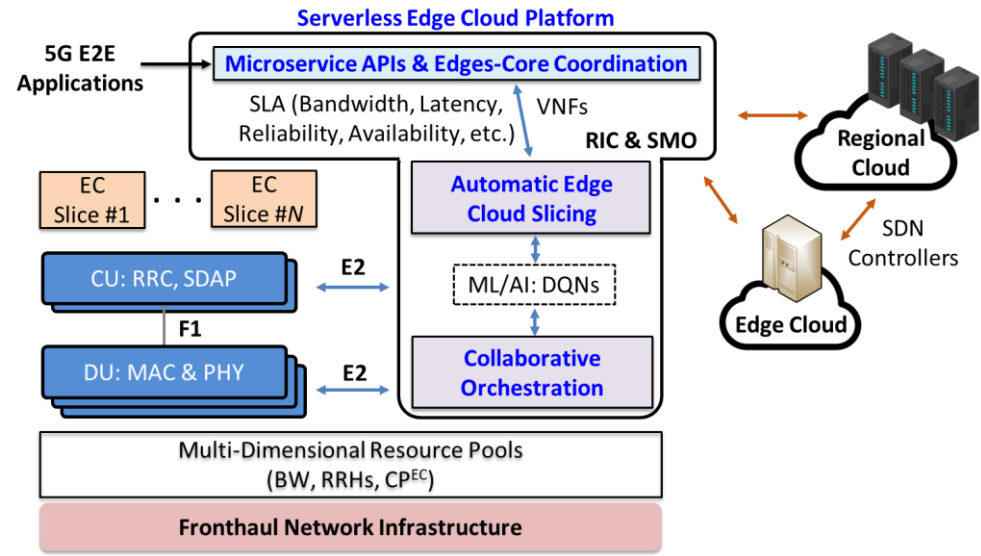 Serverless Edge Cloud Platform
5G E2E
Applications
Microservice APIs & Edges-Core Coordination
SLA (Bandwidth, Latency,
Reliability, Availability, etc.)
VNFs
RIC & SMO
Regional
Cloud
EC
Slice #1
. . .
EC
Slice #N
Automatic Edge
Cloud Slicing
SDN
Controllers
CU: RRC, SDAP
E2
ML/AI: DQNs
Edge Cloud
F1
DU: MAC & PHY
E2
Collaborative
Orchestration
Multi-Dimensional Resource Pools
(BW, RRHs, CP^EC)
Fronthaul Network Infrastructure